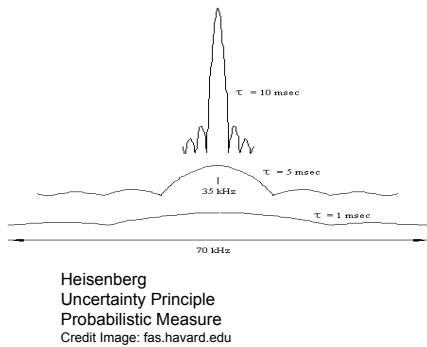 τ = 10 msec
τ = 5 msec
35 kHz
τ = 1 msec
70 kHz
Heisenberg
Uncertainty Principle
Probabilistic Measure
Credit Image: fas.havard.edu